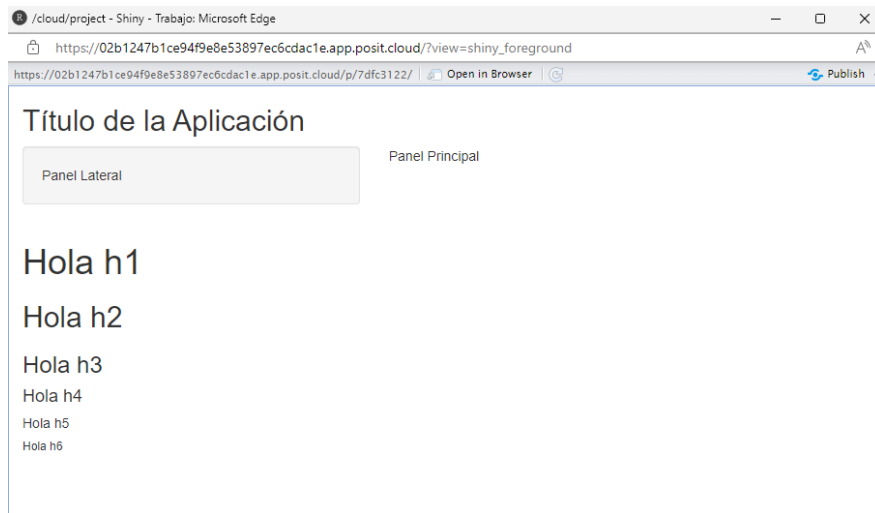 R /cloud/project - Shiny - Trabajo: Microsoft Edge
https://02b1247b1ce94f9e8e53897ec6cdac1e.app.posit.cloud/?view=shiny_foreground A
https://02b1247b1ce94f9e8e53897ec6cdac1e.app.posit.cloud/p/7dfc3122/ Open in Browser Publish
Título de la Aplicación
Panel Lateral
Panel Principal
Hola h1
Hola h2
Hola h3
Hola h4
Hola h5
Hola h6